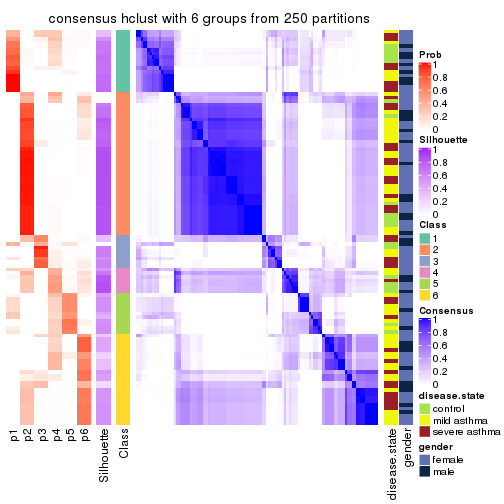 consensus hclust with 6 groups from 250 partitions
Prob
1
0.8
0.6
0.4
0.2
0
Silhouette
1
0.8
0.6
0.4
0.2
0
Class
1
2
3
4
5
6
Consensus
1
0.8
0.6
0.4
0.2
0
disease.state
control
mild asthma
severe asthma
gender
female
male
p1
p2
p3
p4
p5
p6
Silhouette
Class
disease.state
gender